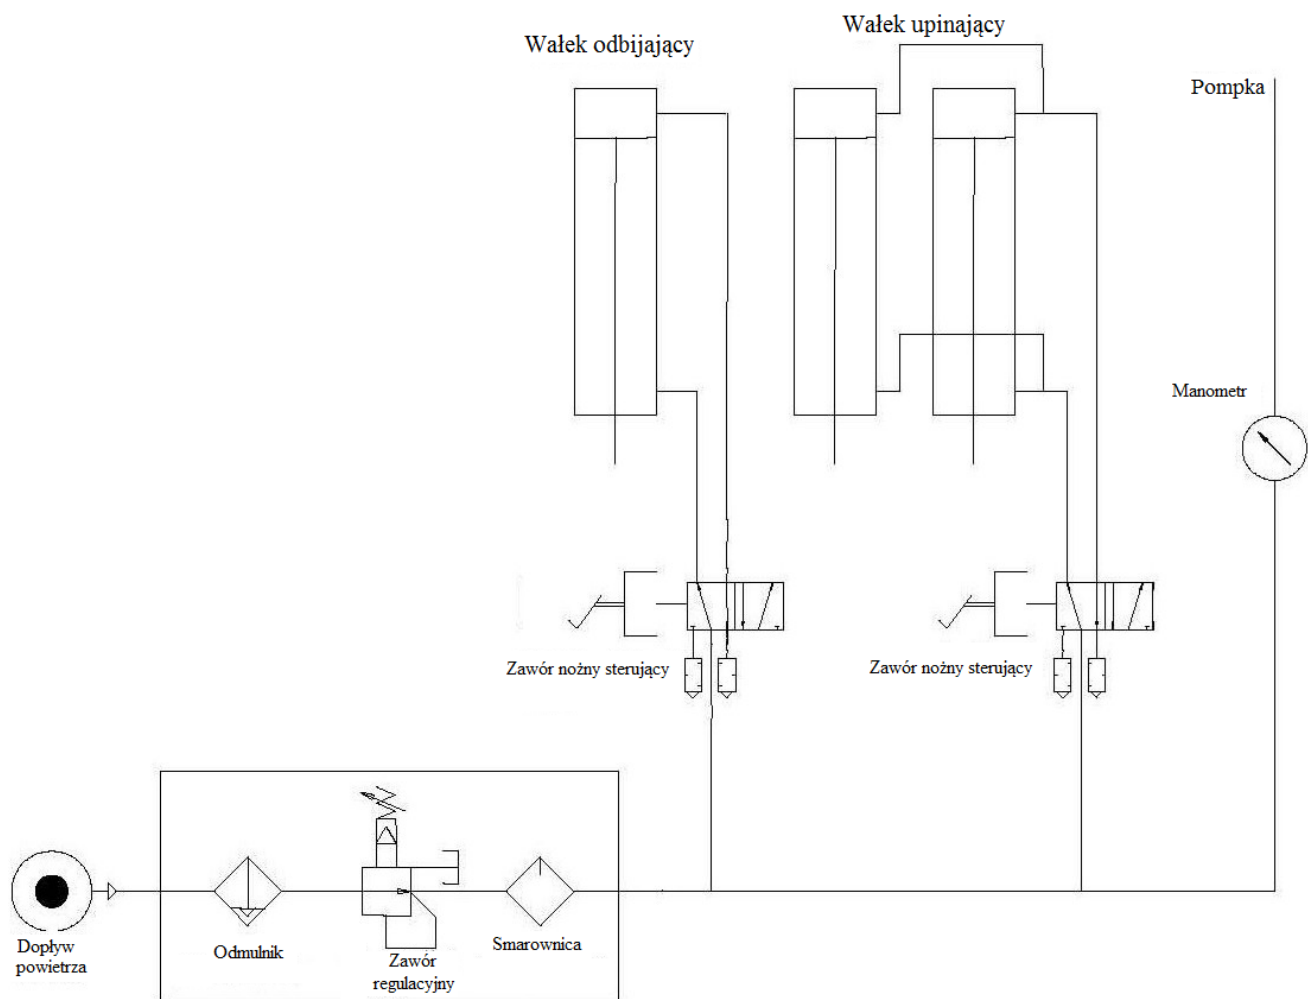 Wałek odbijający
Wałek upinający
Pompka
Manometr
Zawór nożny sterujący
Zawór nożny sterujący
Dopływ
powietrza
Odmulnik
Zawór
regulacyjny
Smarownica